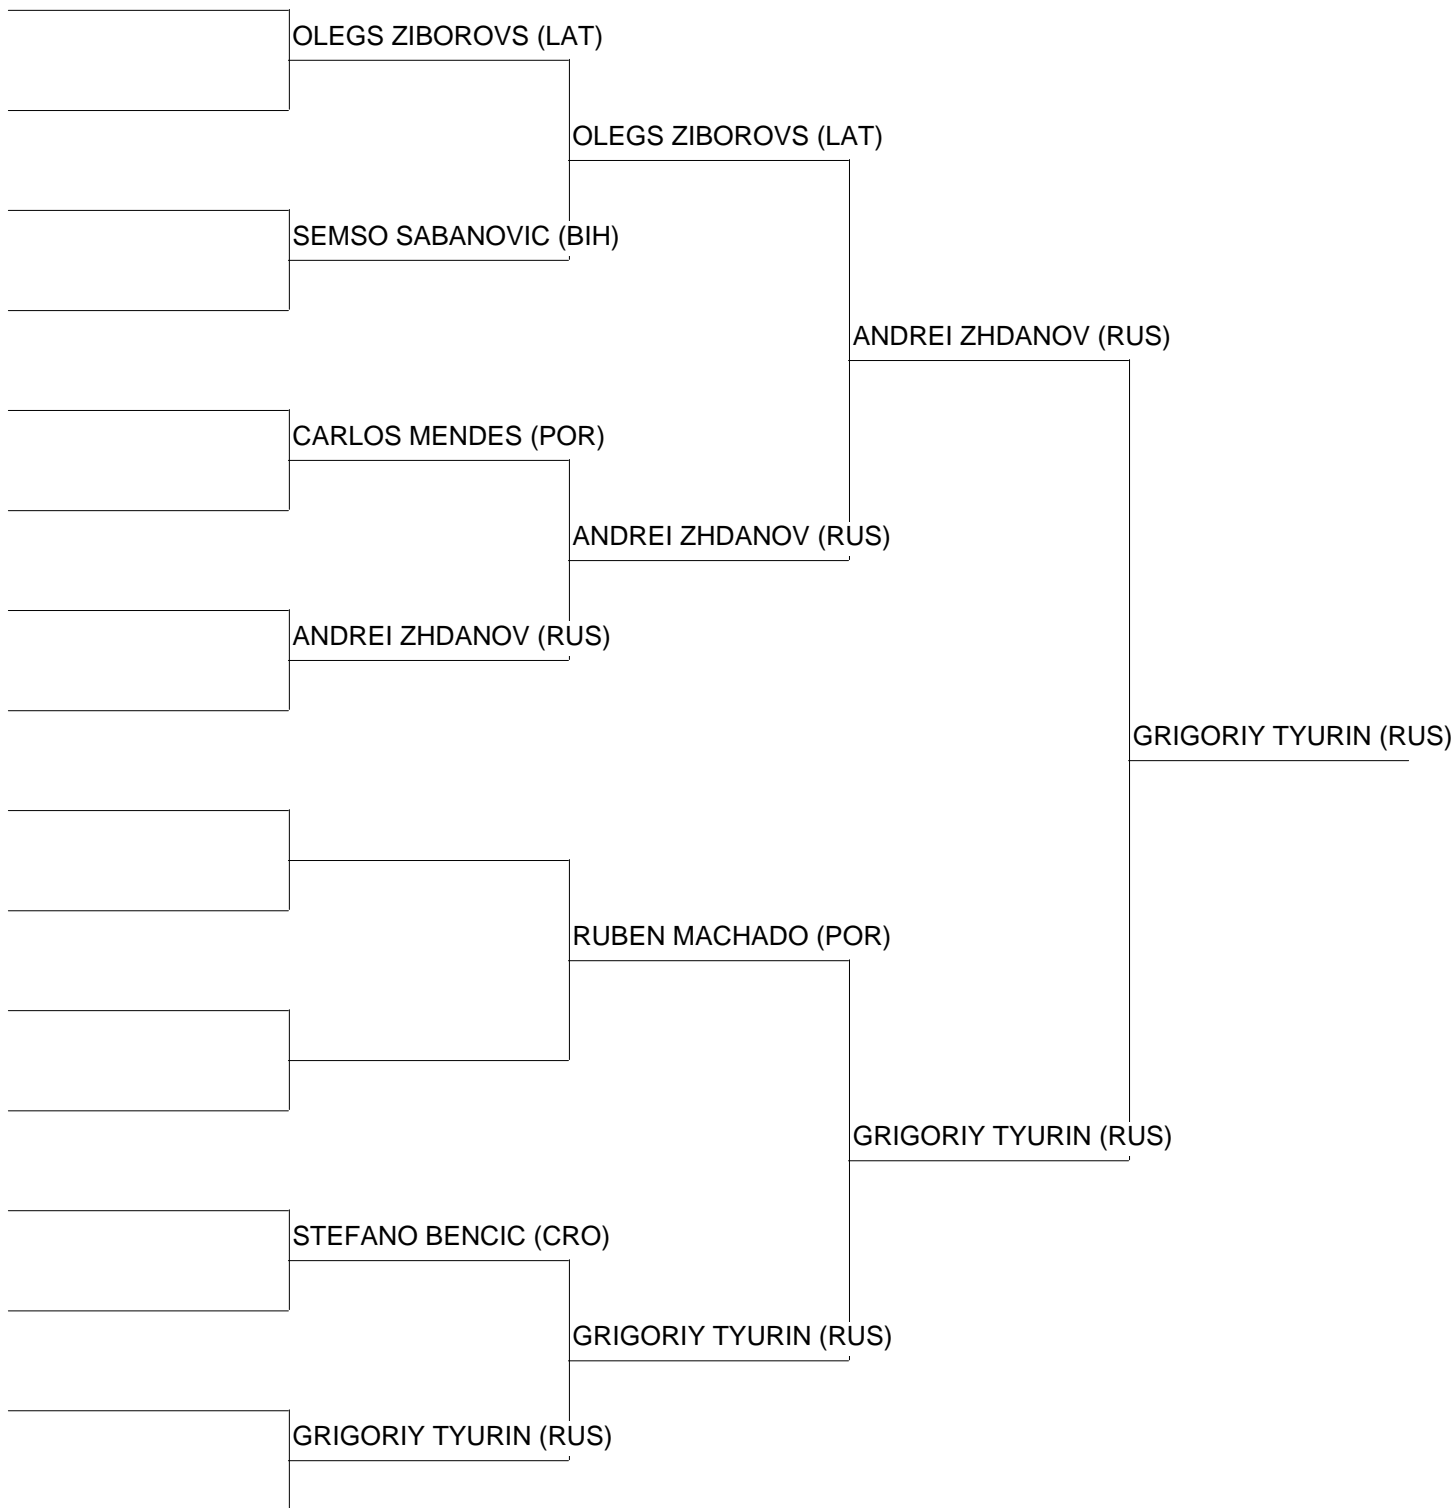 OLEGS ZIBOROVS (LAT)
OLEGS ZIBOROVS (LAT)
SEMSO SABANOVIC (BIH)
ANDREI ZHDANOV (RUS)
CARLOS MENDES (POR)
ANDREI ZHDANOV (RUS)
ANDREI ZHDANOV (RUS)
GRIGORIY TYURIN (RUS)
RUBEN MACHADO (POR)
GRIGORIY TYURIN (RUS)
STEFANO BENCIC (CRO)
GRIGORIY TYURIN (RUS)
GRIGORIY TYURIN (RUS)